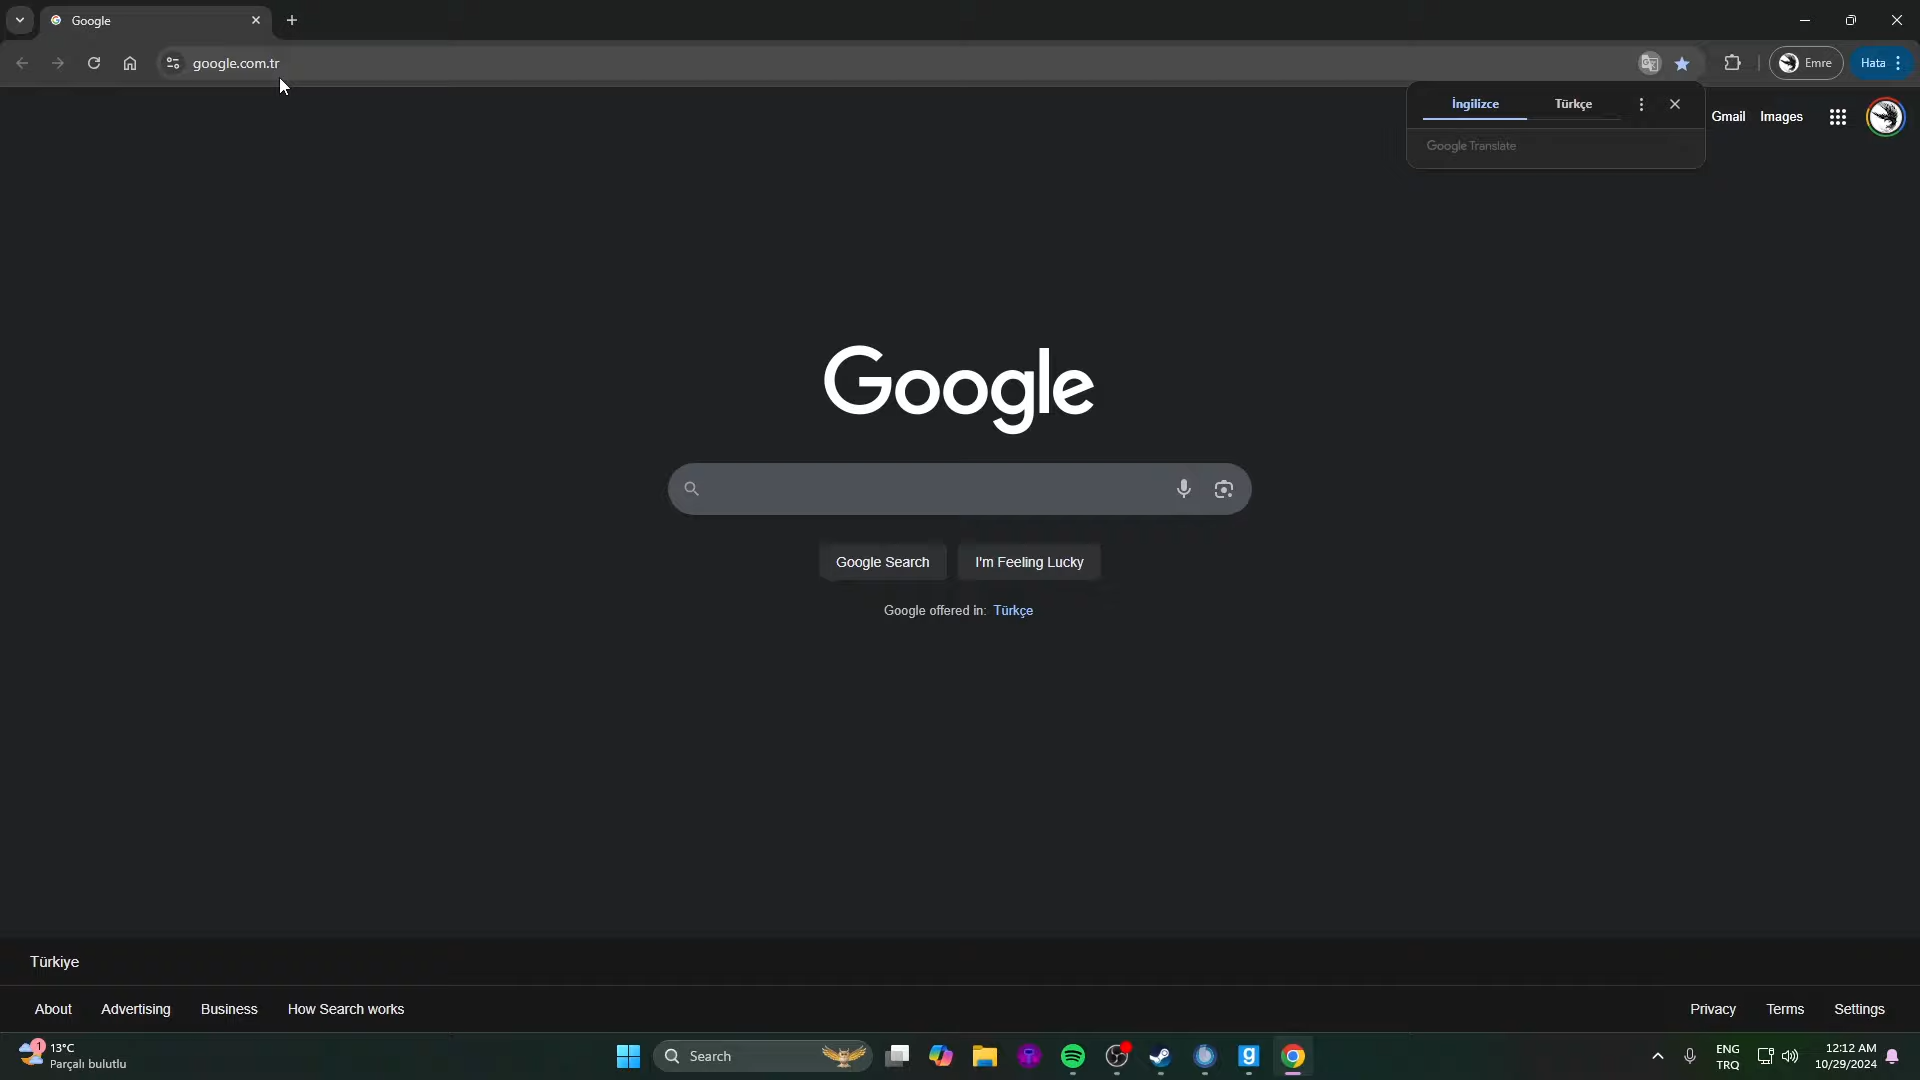 Google
google.com.tr
Emre
Hata
İngilizce
Türkçe
Google Translate
Gmail
Images
Google
Google Search
I'm Feeling Lucky
Google offered in: Türkçe
Türkiye
About
Advertising
Business
How Search works
Privacy
Terms
Settings
1
13°C
Parçalı bulutlu
Search
ENG
TRQ
12:12 AM
10/29/2024